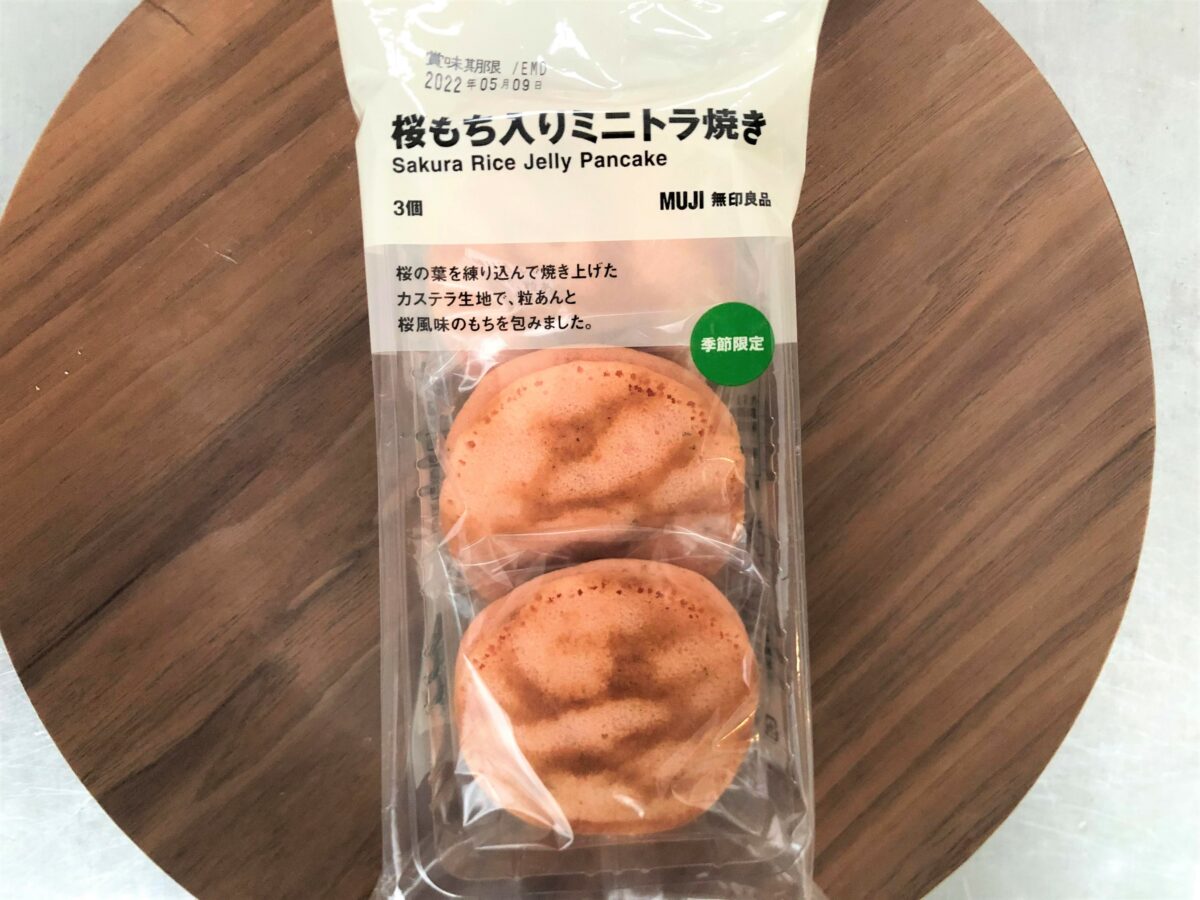 賞味期限 /EMD
2022年05月09日
桜もち入りミニトラ焼き
Sakura Rice Jelly Pancake
3個
MUJI 無印良品
桜の葉を練り込んで焼き上げた
カステラ生地で、粒あんと
桜風味のもちを包みました。
季節限定